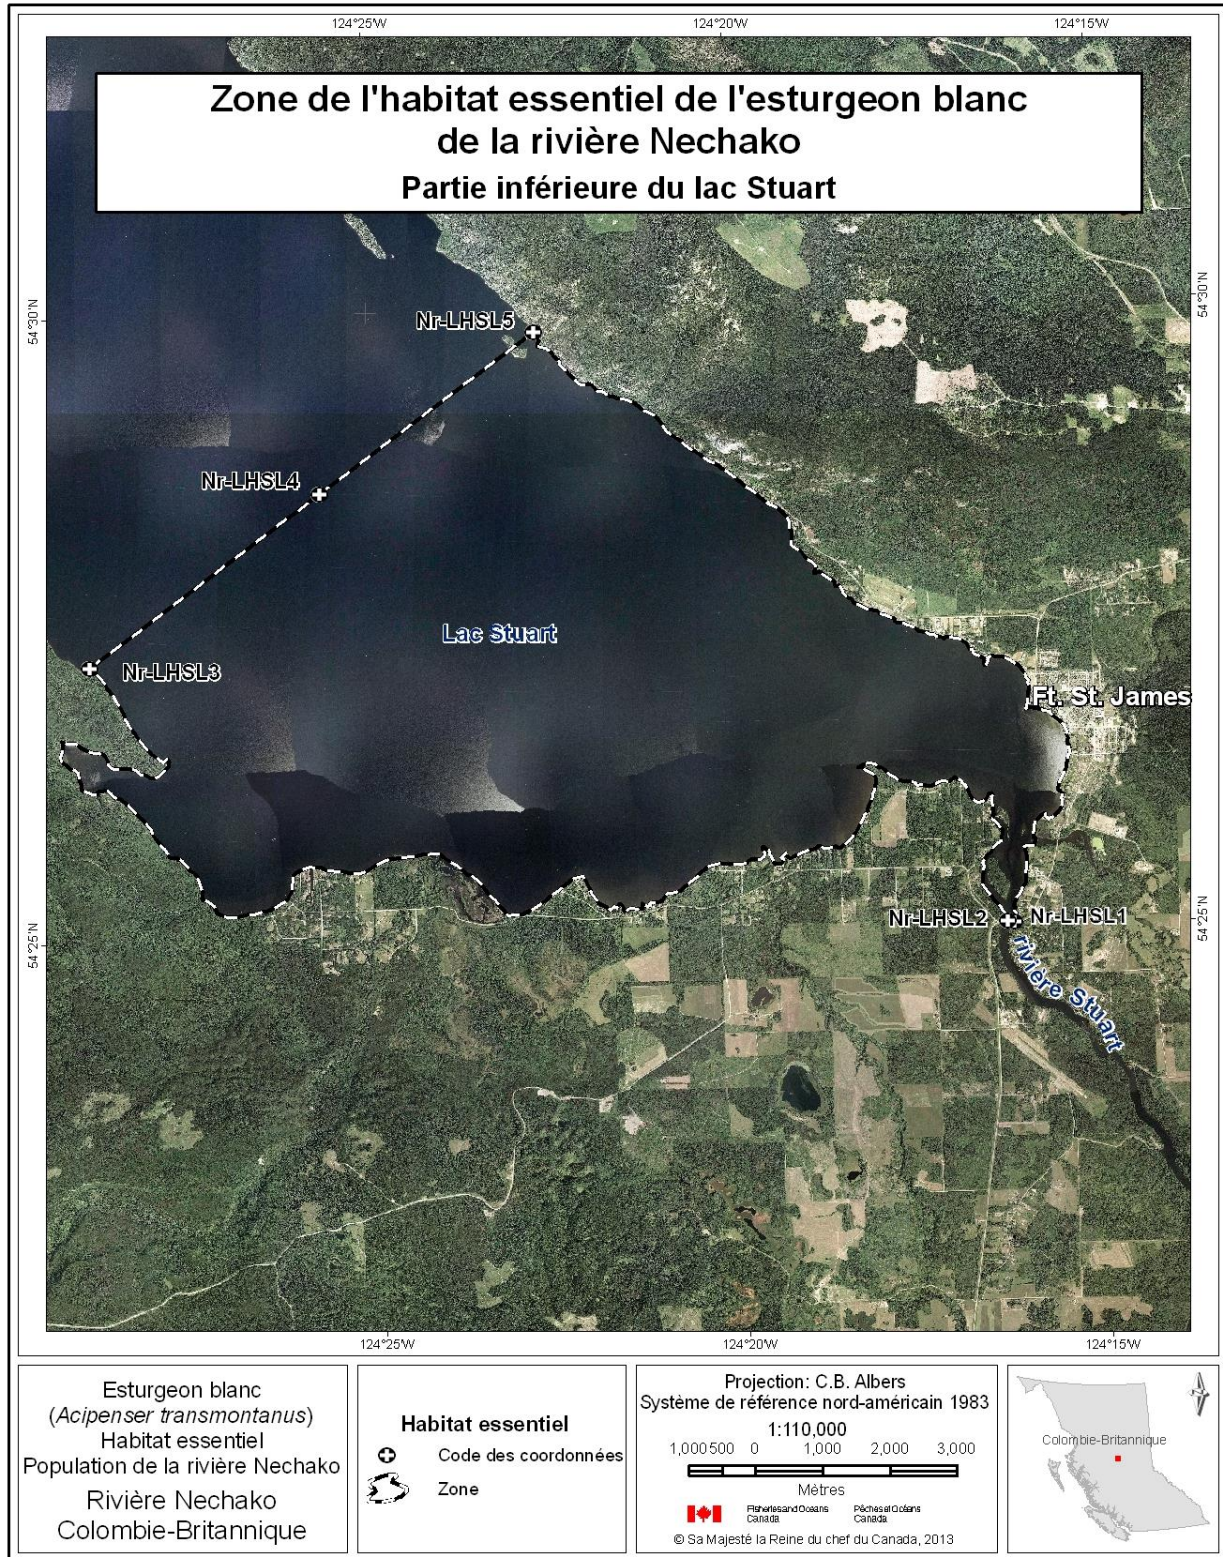 124°25'W 124°20'W 124°15'W
Zone de l'habitat essentiel de l'esturgeon blanc
de la rivière Nechako
Partie inférieure du lac Stuart
54°30'N
54°30'N
Nr-LHSL5
Nr-LHSL4
Lac Stuart
Nr-LHSL3
Ft. St. James
Nr-LHSL2
Nr-LHSL1
54°25'N
54°25'N
rivière Stuart
124°25'W 124°20'W 124°15'W
Esturgeon blanc
(Acipenser transmontanus)
Habitat essentiel
Population de la rivière Nechako
Rivière Nechako
Colombie-Britannique
Habitat essentiel
Code des coordonnées
Zone
Projection: C.B. Albers
Système de référence nord-américain 1983
1:110,000
1,000 500 0 1,000 2,000 3,000
Mètres
Fisheries and Oceans
Canada
Pêches et Océans
Canada
© Sa Majesté la Reine du chef du Canada, 2013
Colombie-Britannique